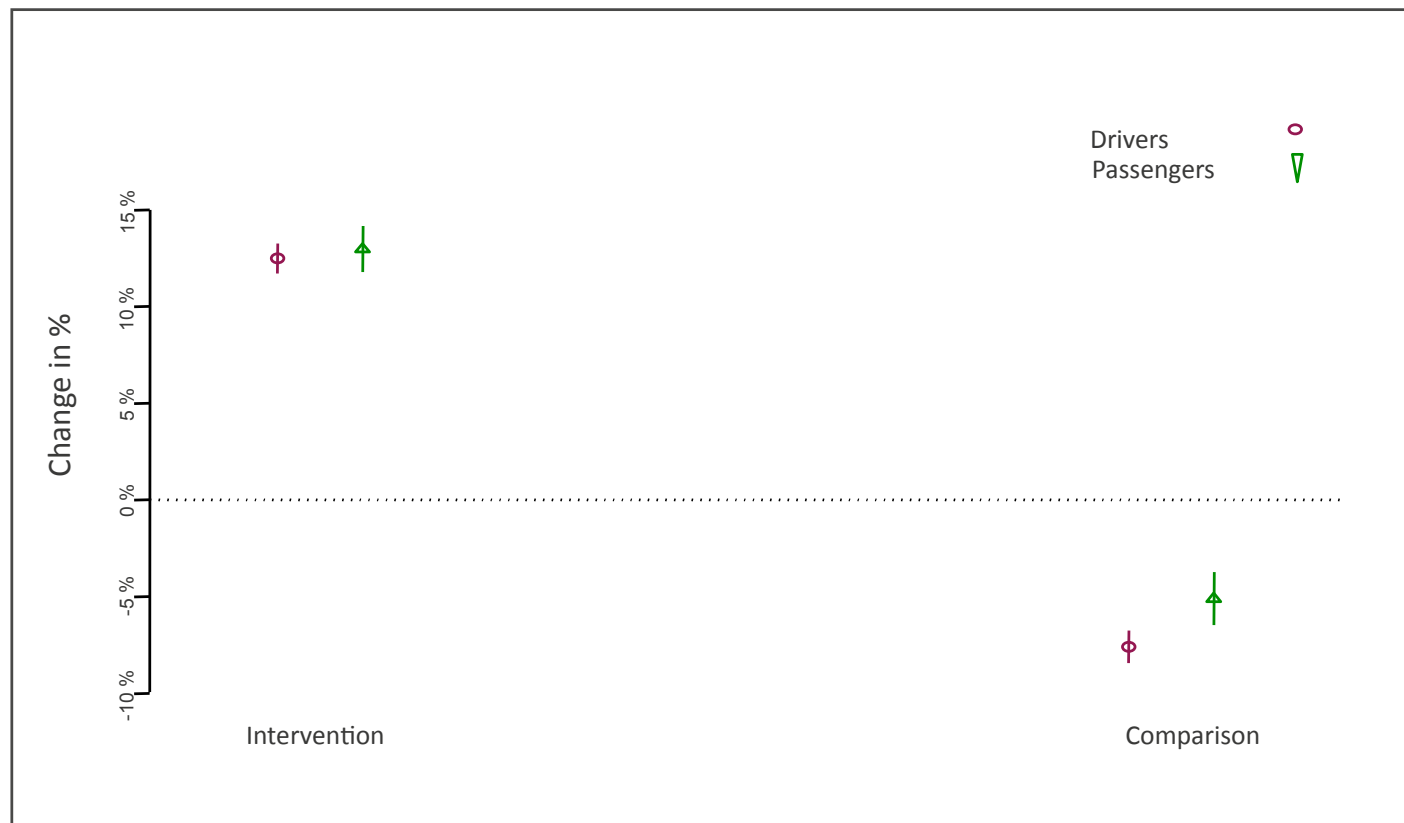 Drivers
Passengers
15 %
10 %
5 %
0 %
-5 %
-10 %
Change in %
Intervention
Comparison